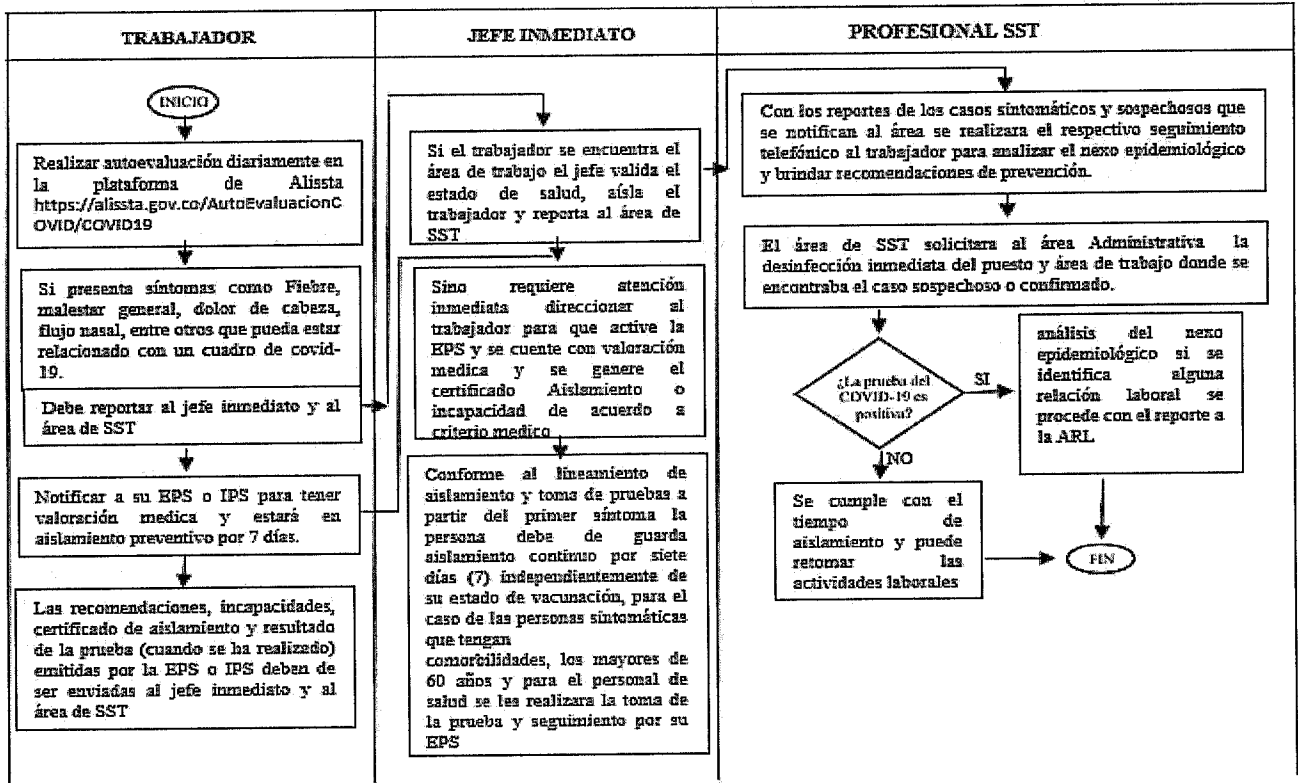 TRABAJADOR
INICIO
Realizar autoevaluación diariamente en
la plataforma de Alissta
https://alissta.gov.co/AutoEvaluacionC
OVID/COVID19
Si presenta síntomas como Fiebre,
malestar general, dolor de cabeza,
flujo nasal, entre otros que pueda estar
relacionado con un cuadro de covid-
19.
Debe reportar al jefe inmediato y al
área de SST
Notificar a su EPS o IPS para tener
valoración medica y estará en
aislamiento preventivo por 7 días.
Las recomendaciones, incapacidades,
certificado de aislamiento y resultado
de la prueba (cuando se ha realizado)
emitidas por la EPS o IPS deben de
ser enviadas al jefe inmediato y al
área de SST
JEFE INMEDIATO
Si el trabajador se encuentra el
área de trabajo el jefe valida el
estado de salud, aísla el
trabajador y reporta al área de
SST
Sino requiere atención
inmediata direccionar al
trabajador para que active la
EPS y se cuente con valoración
medica y se genere el
certificado Aislamiento o
incapacidad de acuerdo a
criterio medico
Conforme al lineamiento de
aislamiento y toma de pruebas a
partir del primer síntoma la
persona debe de guarda
aislamiento continuo por siete
días (7) independientemente de
su estado de vacunación, para el
caso de las personas sintomáticas
que tengan
comorbilidades, los mayores de
60 años y para el personal de
salud se les realizara la toma de
la prueba y seguimiento por su
EPS
PROFESIONAL SST
Con los reportes de los casos sintomáticos y sospechosos que
se notifican al área se realizara el respectivo seguimiento
telefónico al trabajador para analizar el nexo epidemiológico
y brindar recomendaciones de prevención.
El área de SST solicitara al área Administrativa la
desinfección inmediata del puesto y área de trabajo donde se
encontraba el caso sospechoso o confirmado.
¿La prueba del
COVID-19 es
positiva?
SI
análisis del nexo
epidemiológico si se
identifica alguna
relación laboral se
procede con el reporte a
la ARL
NO
Se cumple con el
tiempo de
aislamiento y puede
retomar las
actividades laborales
FIN